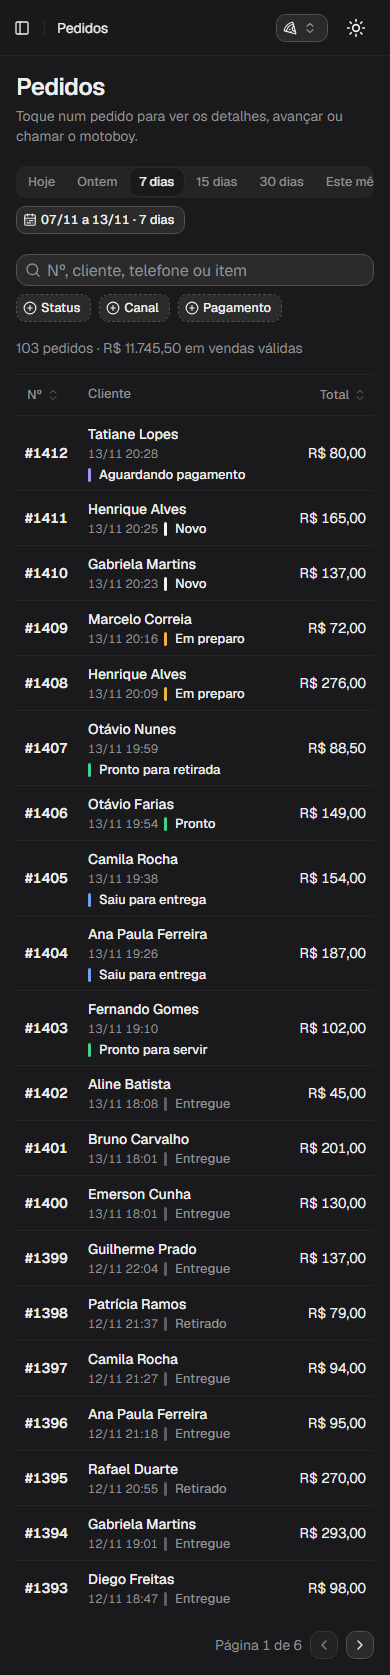 Pedidos
Pedidos
Toque num pedido para ver os detalhes, avançar ou
chamar o motoboy.
Hoje Ontem 7 dias 15 dias 30 dias Este mê
07/11 a 13/11 · 7 dias
Nº, cliente, telefone ou item
Status Canal Pagamento
103 pedidos · R$ 11.745,50 em vendas válidas
Nº Cliente Total
Tatiane Lopes
#1412 13/11 20:28 R$ 80,00
Aguardando pagamento
Henrique Alves
#1411 13/11 20:25 Novo R$ 165,00
Gabriela Martins
#1410 13/11 20:23 Novo R$ 137,00
Marcelo Correia
#1409 13/11 20:16 Em preparo R$ 72,00
Henrique Alves
#1408 13/11 20:09 Em preparo R$ 276,00
Otávio Nunes
#1407 13/11 19:59 R$ 88,50
Pronto para retirada
Otávio Farias
#1406 13/11 19:54 Pronto R$ 149,00
Camila Rocha
#1405 13/11 19:38 R$ 154,00
Saiu para entrega
Ana Paula Ferreira
#1404 13/11 19:26 R$ 187,00
Saiu para entrega
Fernando Gomes
#1403 13/11 19:10 R$ 102,00
Pronto para servir
Aline Batista
#1402 13/11 18:08 Entregue R$ 45,00
Bruno Carvalho
#1401 13/11 18:01 Entregue R$ 201,00
Emerson Cunha
#1400 13/11 18:01 Entregue R$ 130,00
Guilherme Prado
#1399 12/11 22:04 Entregue R$ 137,00
Patrícia Ramos
#1398 12/11 21:37 Retirado R$ 79,00
Camila Rocha
#1397 12/11 21:27 Entregue R$ 94,00
Ana Paula Ferreira
#1396 12/11 21:18 Entregue R$ 95,00
Rafael Duarte
#1395 12/11 20:55 Retirado R$ 270,00
Gabriela Martins
#1394 12/11 19:01 Entregue R$ 293,00
Diego Freitas
#1393 12/11 18:47 Entregue R$ 98,00
Página 1 de 6